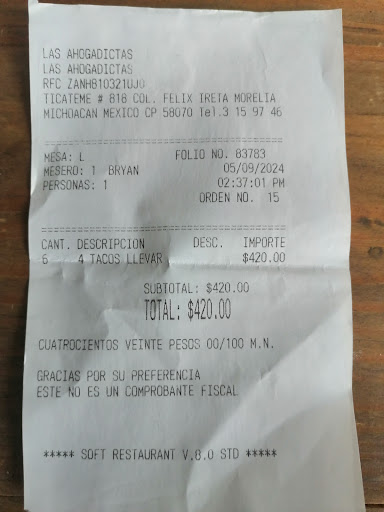 LAS AHOGADICTAS
LAS AHOGADICTAS
RFC ZANH810321UJ0
TICATEME # 818 COL. FELIX IRETA MORELIA
MICHOACAN MEXICO CP 58070 Tel.3 15 97 46
========================================
MESA: L FOLIO NO. 83783
MESERO: 1 BRYAN 05/09/2024
PERSONAS: 1 02:37:01 PM
ORDEN NO. 15
========================================
CANT. DESCRIPCION DESC. IMPORTE
6 4 TACOS LLEVAR $420.00
SUBTOTAL: $420.00
TOTAL: $420.00
CUATROCIENTOS VEINTE PESOS 00/100 M.N.
GRACIAS POR SU PREFERENCIA
ESTE NO ES UN COMPROBANTE FISCAL
***** SOFT RESTAURANT V.8.0 STD *****